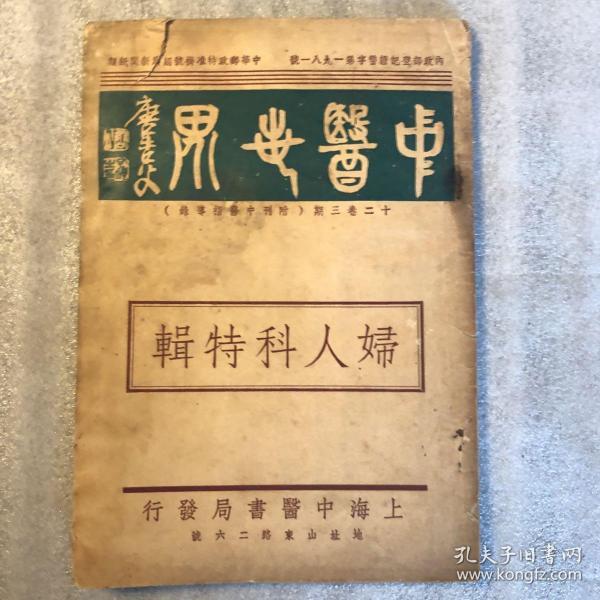 內政部登記證警字第一九八一號　中華郵政特准掛號認為新聞紙類
中醫世界
十二卷三期（附刊中醫指導錄）
婦人科特輯
上海中醫書局發行
地址山東路二六號
孔夫子旧书网
www.kongfz.com